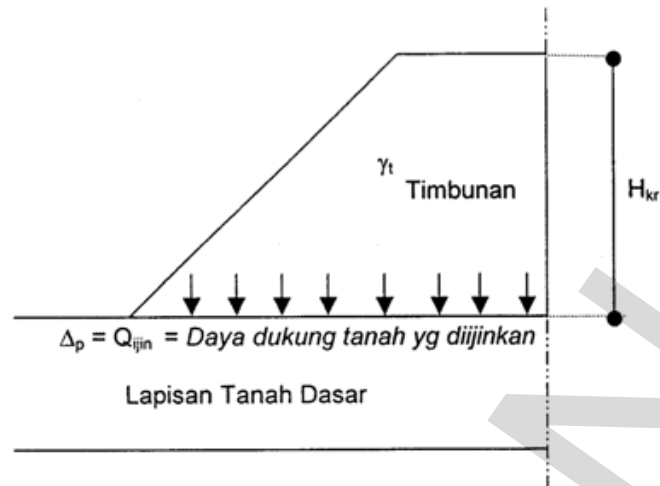 γt
Timbunan
Hkr
Δp = Qijin = Daya dukung tanah yg diijinkan
Lapisan Tanah Dasar